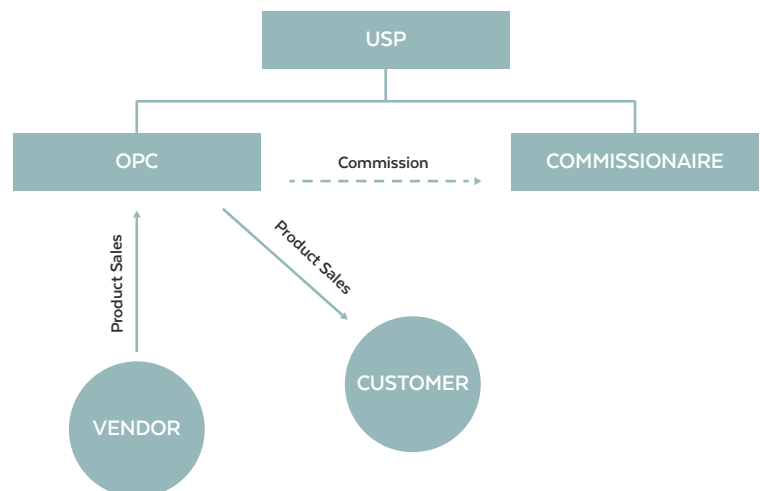 USP
OPC
Commission
COMMISSIONAIRE
Product Sales
Product Sales
CUSTOMER
VENDOR